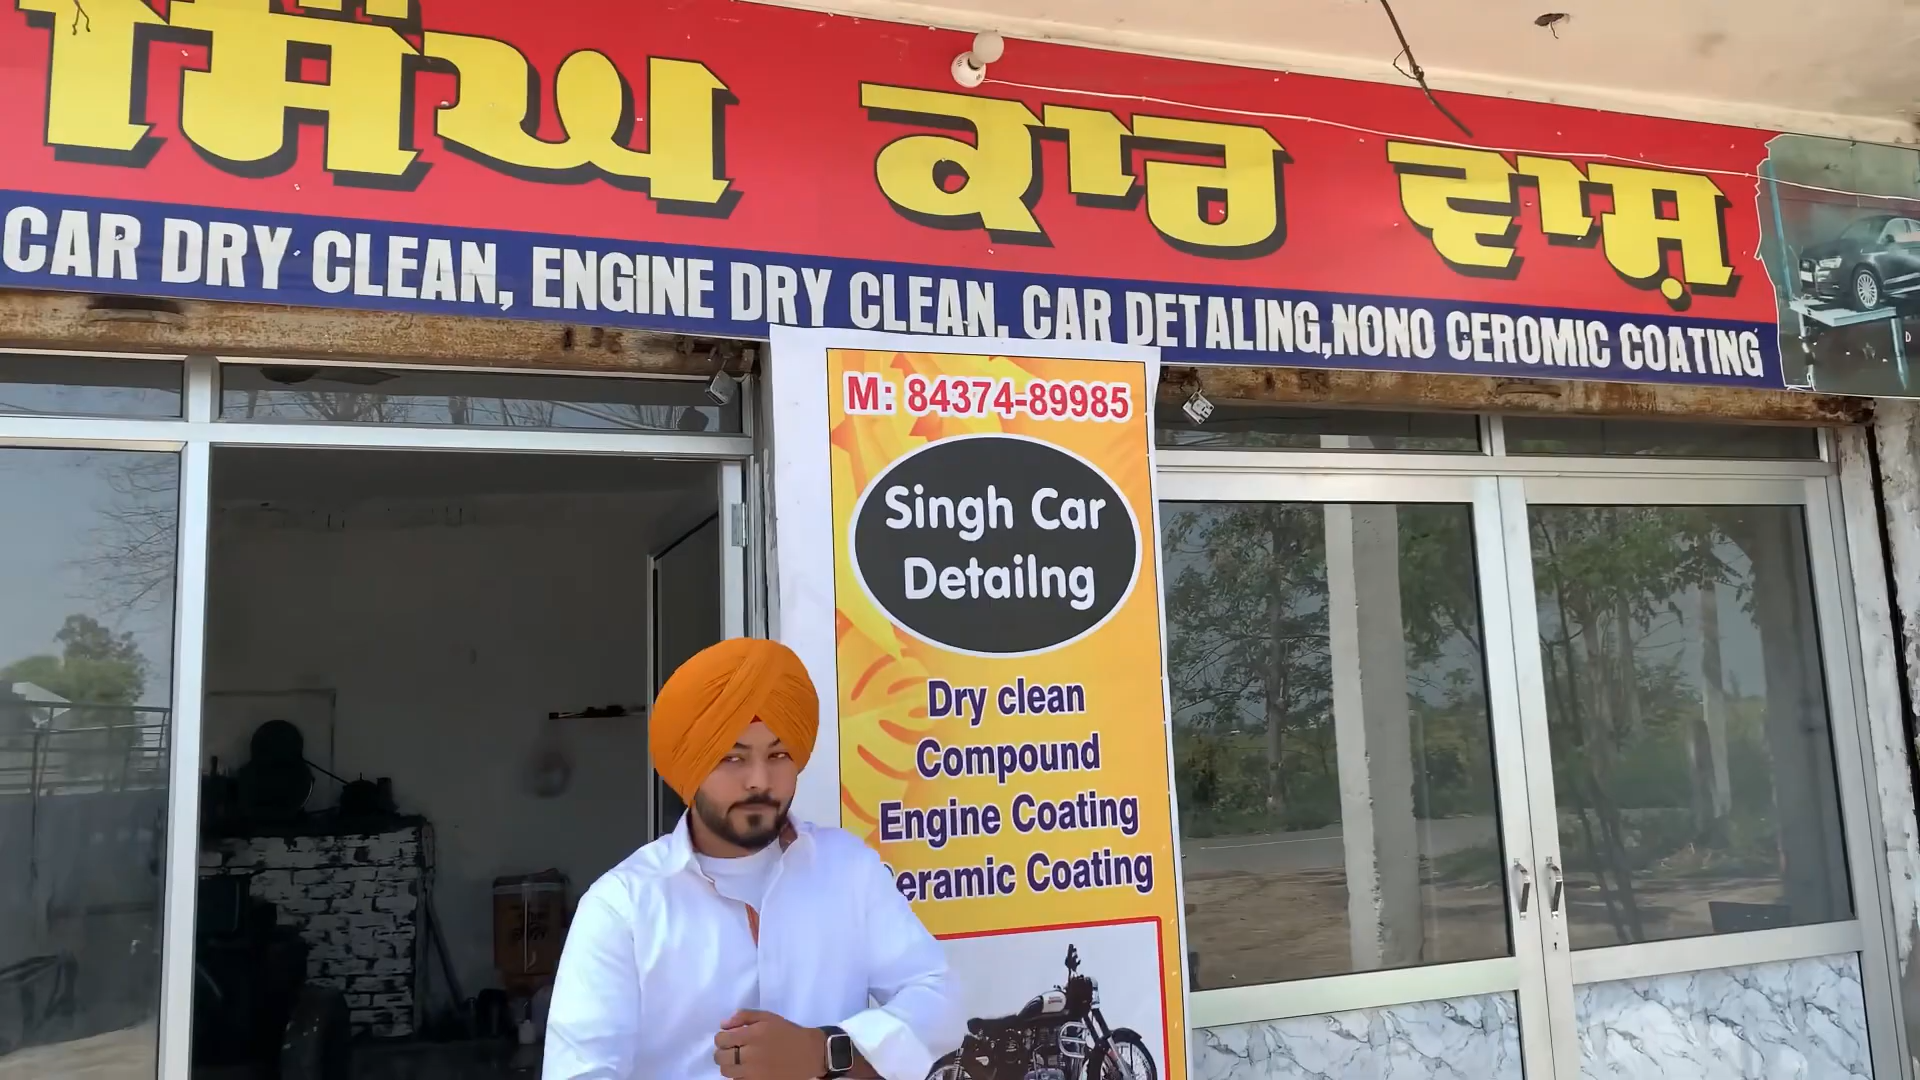 ਸਿੰਘ ਕਾਰ ਵਾਸ਼
CAR DRY CLEAN, ENGINE DRY CLEAN, CAR DETALING,NONO CEROMIC COATING
M: 84374-89985
Singh Car
Detailng
Dry clean
Compound
Engine Coating
eramic Coating